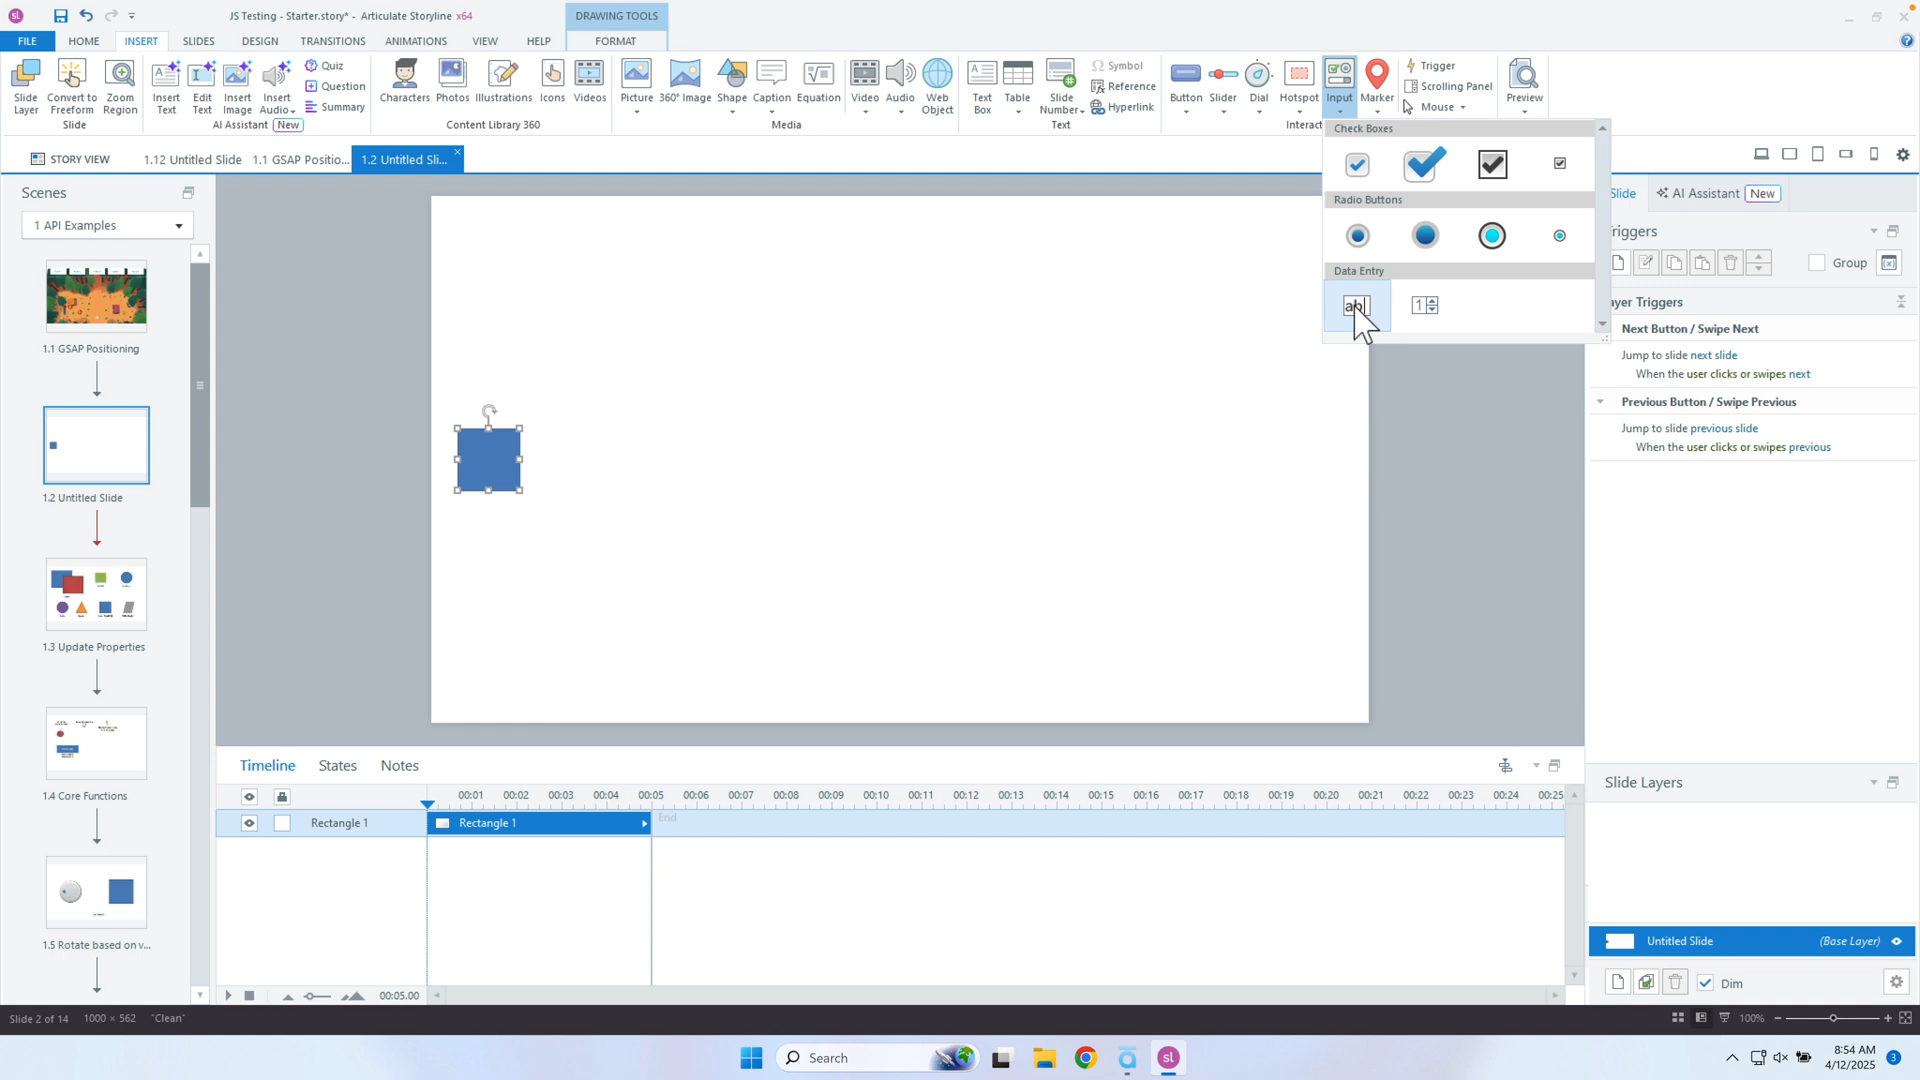 JS Testing - Starter.story* - Articulate Storyline x64
DRAWING TOOLS
FILE HOME INSERT SLIDES DESIGN TRANSITIONS ANIMATIONS VIEW HELP FORMAT
Slide Layer
Convert to Freeform
Zoom Region
Slide
Insert Text
Edit Text
Insert Image
Insert Audio
Quiz
Question
Summary
AI Assistant New
Characters Photos Illustrations Icons Videos
Content Library 360
Picture 360° Image Shape Caption Equation Video Audio Web Object
Media
Text Box
Table
Slide Number
Symbol
Reference
Hyperlink
Text
Button Slider Dial Hotspot Input Marker
Trigger
Scrolling Panel
Mouse
Interact
Preview
STORY VIEW 1.12 Untitled Slide 1.1 GSAP Positio... 1.2 Untitled Sli...
Check Boxes
Radio Buttons
Data Entry
ab
1
Scenes
1 API Examples
1.1 GSAP Positioning
1.2 Untitled Slide
1.3 Update Properties
1.4 Core Functions
1.5 Rotate based on v...
Slide AI Assistant New
riggers
Group
ayer Triggers
Next Button / Swipe Next
Jump to slide next slide
When the user clicks or swipes next
Previous Button / Swipe Previous
Jump to slide previous slide
When the user clicks or swipes previous
Timeline States Notes
00:01 00:02 00:03 00:04 00:05 00:06 00:07 00:08 00:09 00:10 00:11 00:12 00:13 00:14 00:15 00:16 00:17 00:18 00:19 00:20 00:21 00:22 00:23 00:24 00:25
Rectangle 1 Rectangle 1 End
00:05.00
Slide Layers
Untitled Slide (Base Layer)
Dim
Slide 2 of 14 1000 × 562 "Clean"
100%
Search
sl
8:54 AM
4/12/2025
3